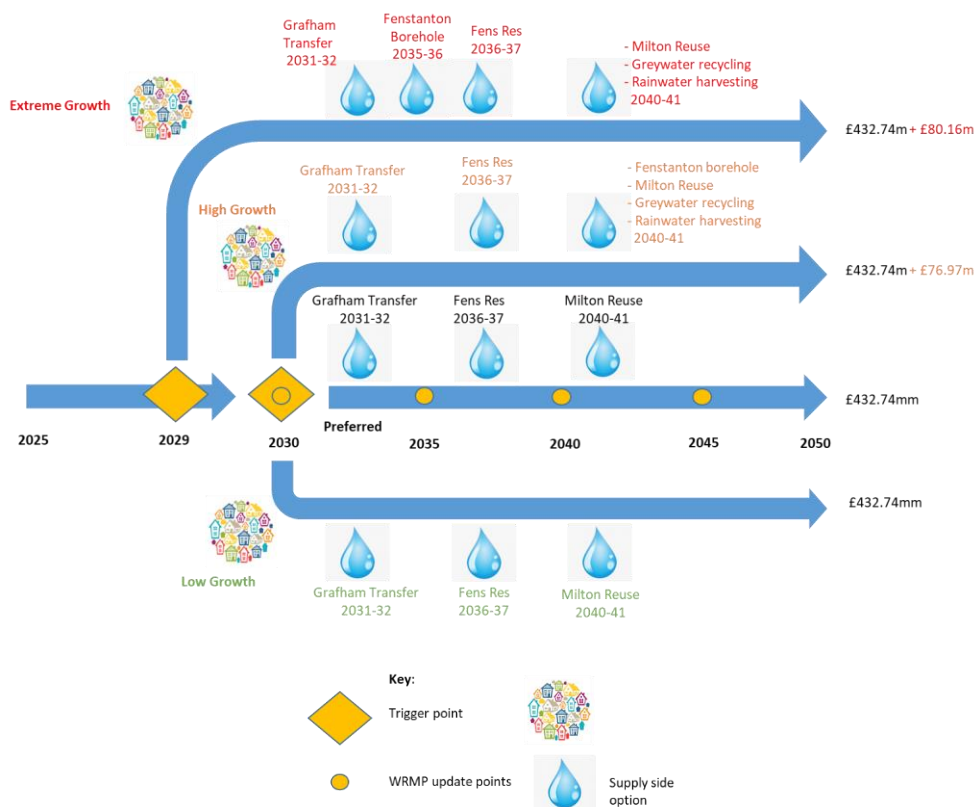 Grafham
Transfer
2031-32
Fenstanton
Borehole
2035-36
Fens Res
2036-37
- Milton Reuse
- Greywater recycling
- Rainwater harvesting
2040-41
Extreme Growth
£432.74m + £80.16m
Grafham Transfer
2031-32
Fens Res
2036-37
- Fenstanton borehole
- Milton Reuse
- Greywater recycling
- Rainwater harvesting
2040-41
High Growth
£432.74m + £76.97m
Grafham Transfer
2031-32
Fens Res
2036-37
Milton Reuse
2040-41
£432.74mm
Preferred
2025
2029
2030
2035
2040
2045
2050
£432.74mm
Low Growth
Grafham Transfer
2031-32
Fens Res
2036-37
Milton Reuse
2040-41
Key:
Trigger point
WRMP update points
Supply side
option